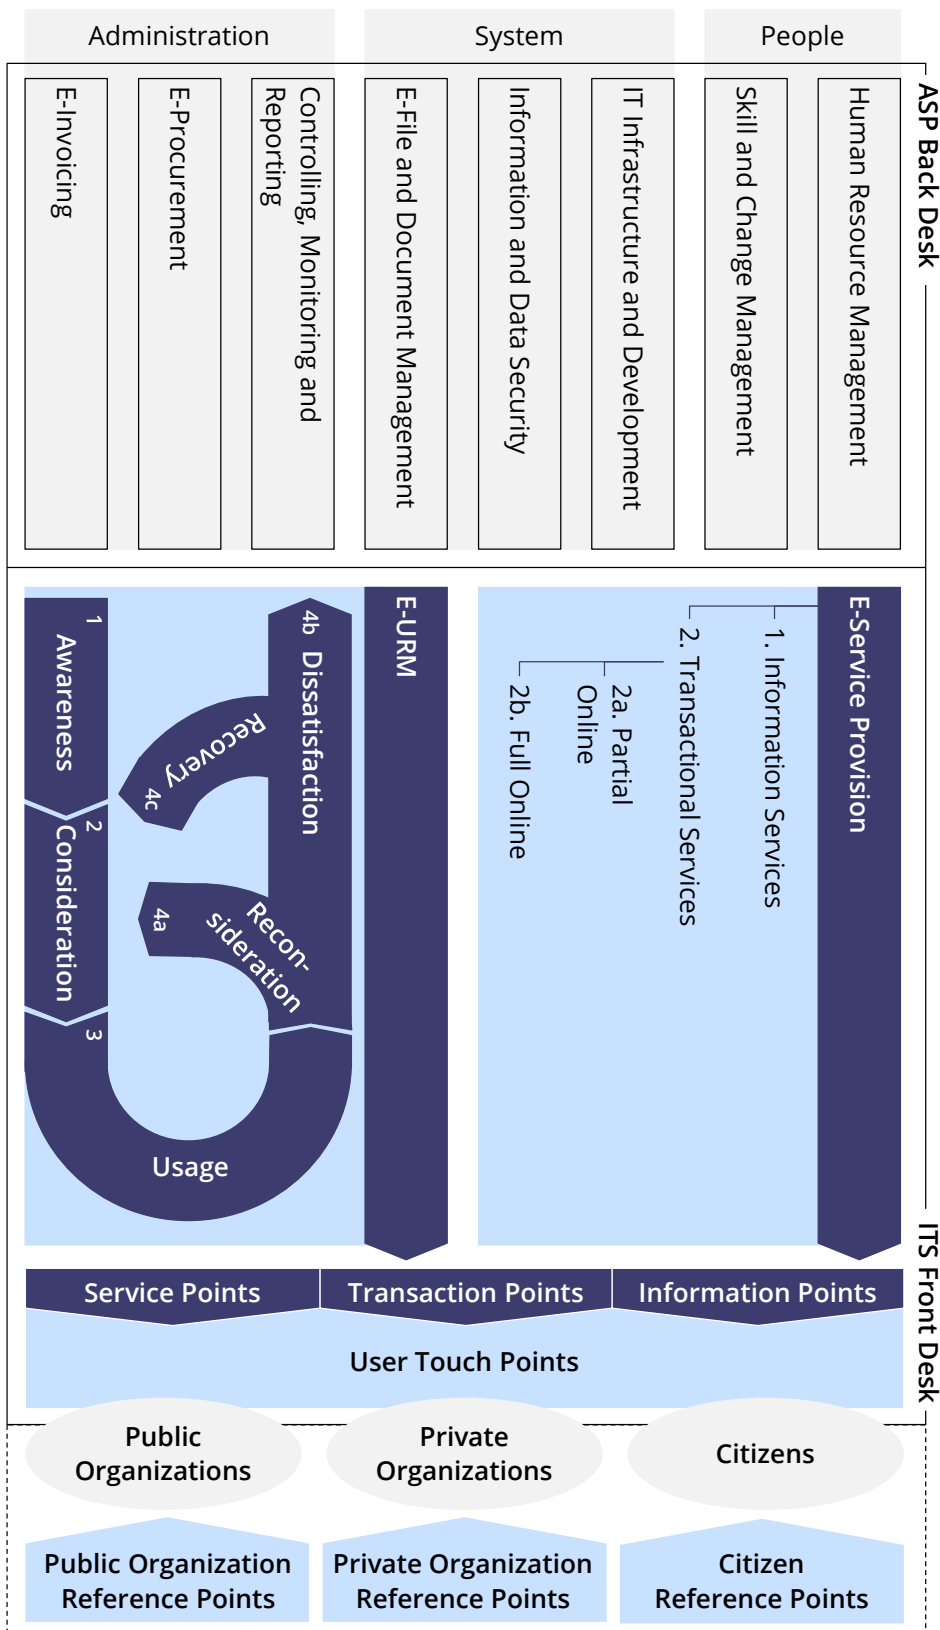 Administration
System
People
ASP Back Desk
E-Invoicing
E-Procurement
Controlling, Monitoring and
Reporting
E-File and Document Management
Information and Data Security
IT Infrastructure and Development
Skill and Change Management
Human Resource Management
ITS Front Desk
E-Service Provision
1. Information Services
2. Transactional Services
2a. Partial
Online
2b. Full Online
E-URM
1
Awareness
2
Consideration
3
Usage
4a
Recon-
sideration
4b Dissatisfaction
4c
Recovery
Service Points
Transaction Points
Information Points
User Touch Points
Public
Organizations
Private
Organizations
Citizens
Public Organization
Reference Points
Private Organization
Reference Points
Citizen
Reference Points